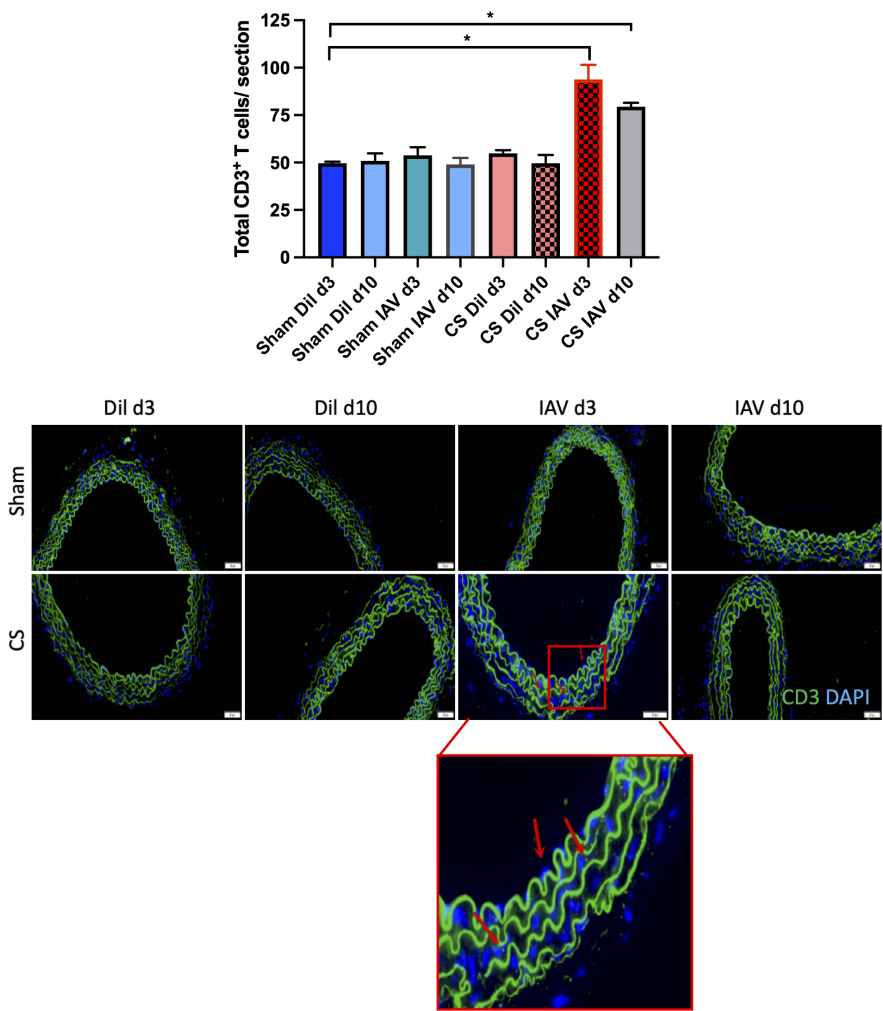 *
*
Total CD3+ T cells/ section
125
100
75
50
25
0
Sham Dil d3
Sham Dil d10
Sham IAV d3
Sham IAV d10
CS Dil d3
CS Dil d10
CS IAV d3
CS IAV d10
Dil d3
Dil d10
IAV d3
IAV d10
Sham
CS
CD3 DAPI